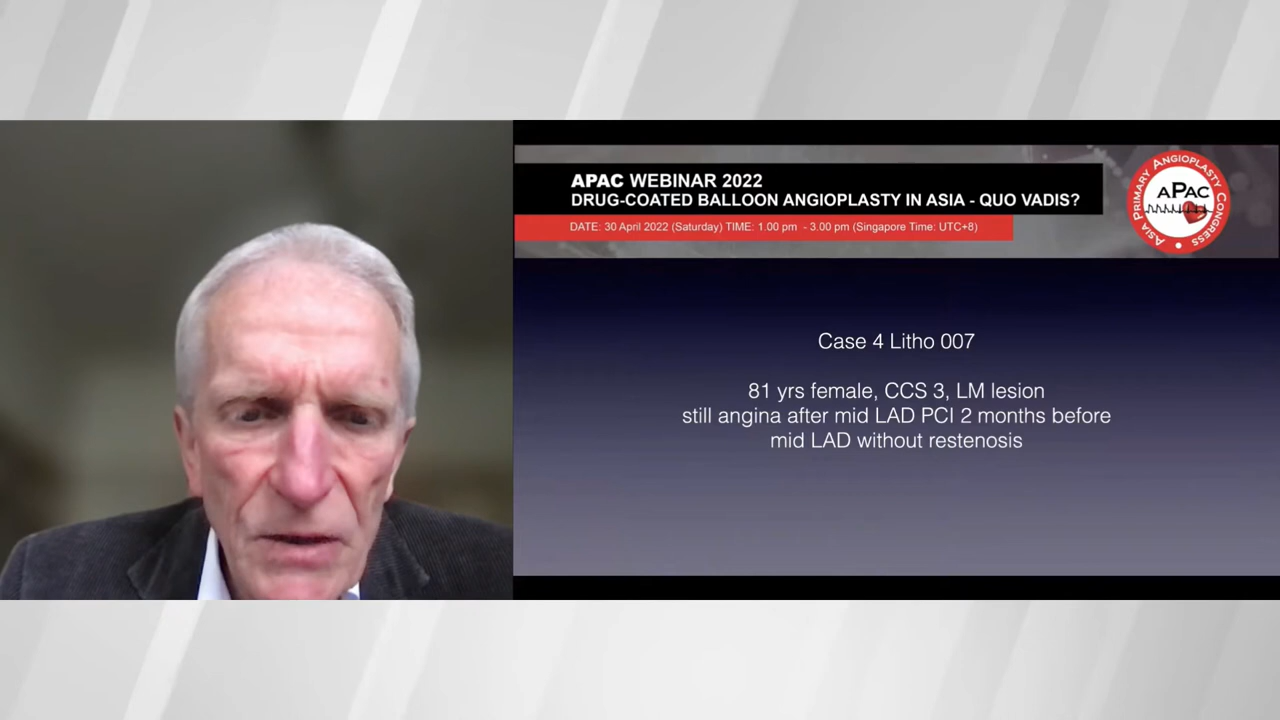 APAC WEBINAR 2022
DRUG-COATED BALLOON ANGIOPLASTY IN ASIA - QUO VADIS?
DATE: 30 April 2022 (Saturday) TIME: 1.00 pm - 3.00 pm (Singapore Time: UTC+8)
ASIA PRIMARY ANGIOPLASTY CONGRESS
APAC
Case 4 Litho 007
81 yrs female, CCS 3, LM lesion
still angina after mid LAD PCI 2 months before
mid LAD without restenosis